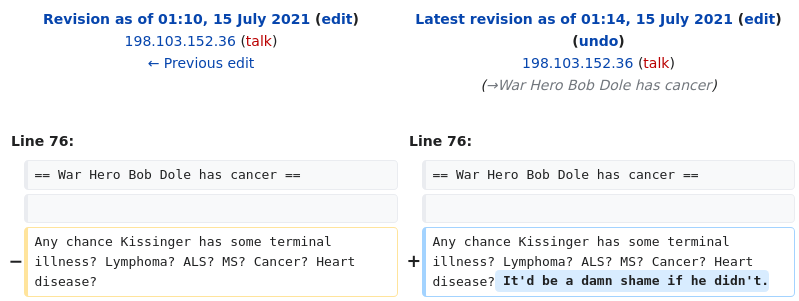 Revision as of 01:10, 15 July 2021 (edit)
198.103.152.36 (talk)
← Previous edit
Latest revision as of 01:14, 15 July 2021 (edit)
(undo)
198.103.152.36 (talk)
(→War Hero Bob Dole has cancer)
Line 76:
Line 76:
== War Hero Bob Dole has cancer ==
== War Hero Bob Dole has cancer ==
− Any chance Kissinger has some terminal
illness? Lymphoma? ALS? MS? Cancer? Heart
disease?
+ Any chance Kissinger has some terminal
illness? Lymphoma? ALS? MS? Cancer? Heart
disease? It'd be a damn shame if he didn't.